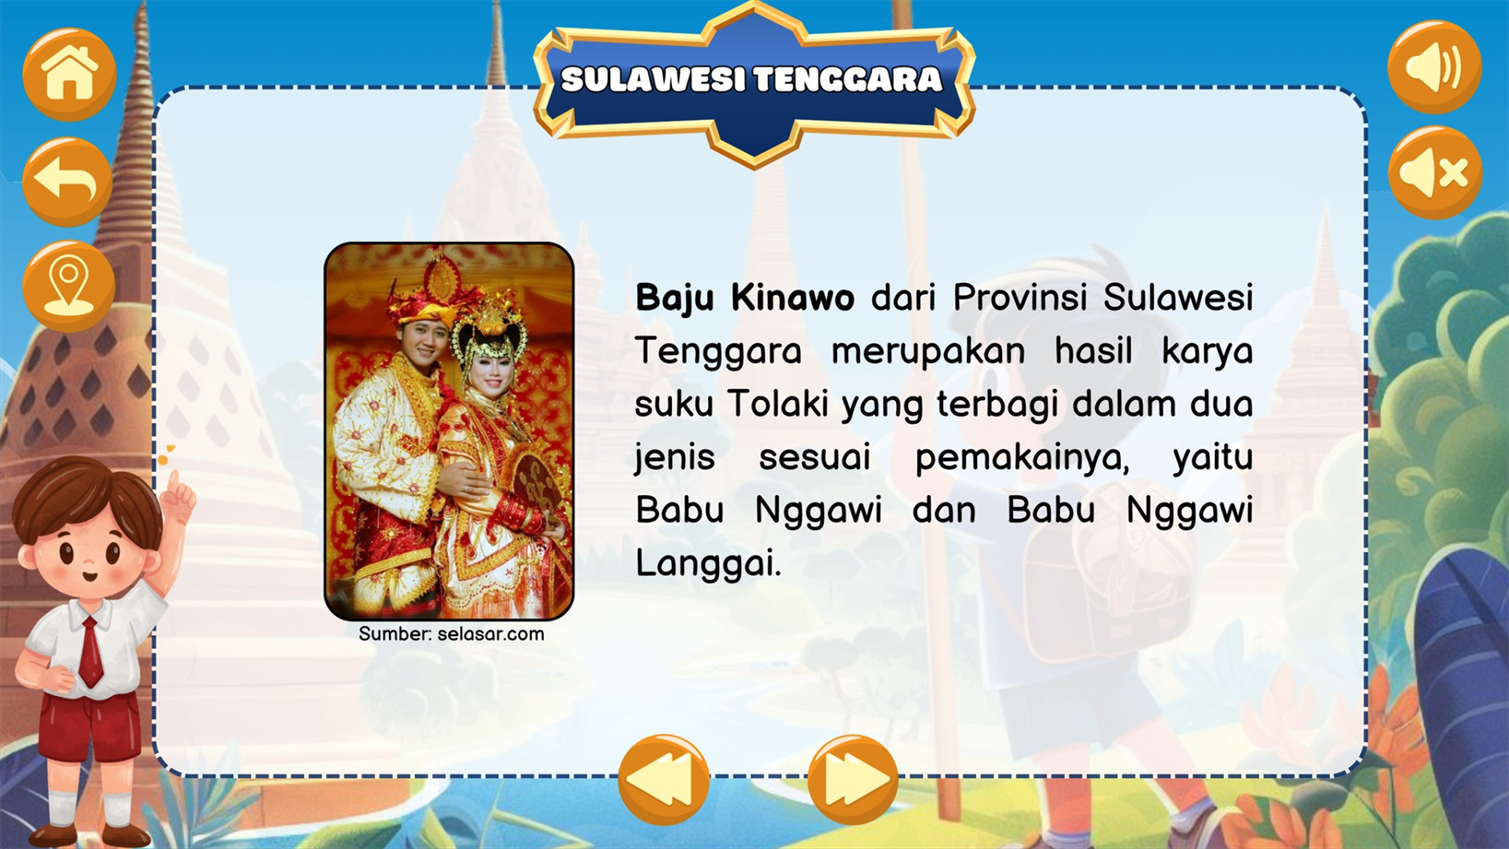 SULAWESI TENGGARA
Baju Kinawo dari Provinsi Sulawesi
Tenggara merupakan hasil karya
suku Tolaki yang terbagi dalam dua
jenis sesuai pemakainya, yaitu
Babu Nggawi dan Babu Nggawi
Langgai.
Sumber: selasar.com